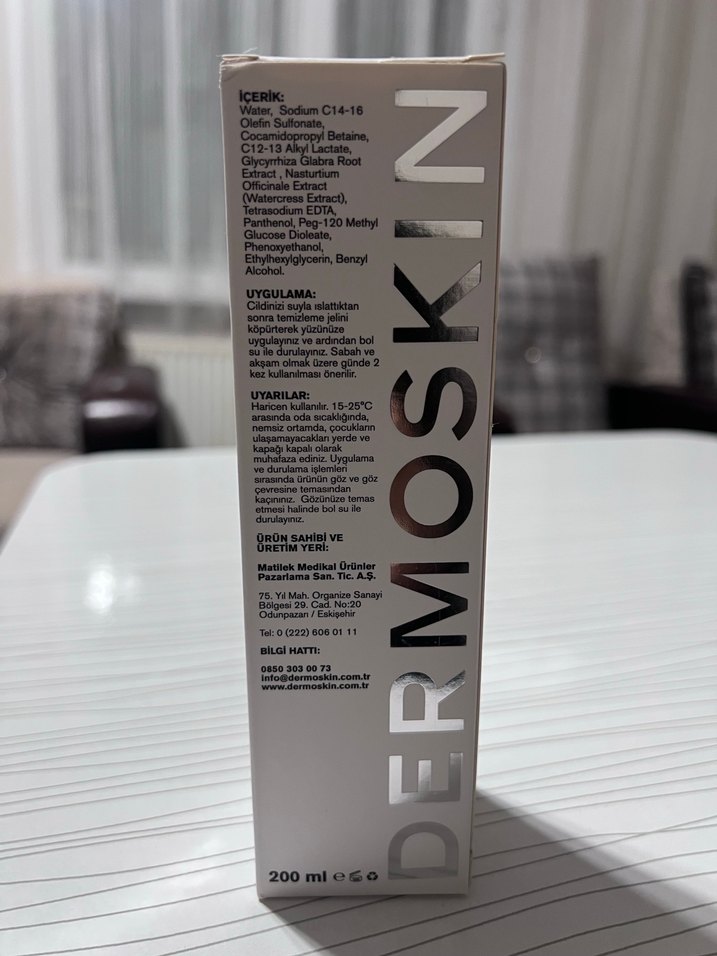 İÇERİK:
Water, Sodium C14-16
Olefin Sulfonate,
Cocamidopropyl Betaine,
C12-13 Alkyl Lactate,
Glycyrrhiza Glabra Root
Extract , Nasturtium
Officinale Extract
(Watercress Extract),
Tetrasodium EDTA,
Panthenol, Peg-120 Methyl
Glucose Dioleate,
Phenoxyethanol,
Ethylhexylglycerin, Benzyl
Alcohol.
UYGULAMA:
Cildinizi suyla ıslattıktan
sonra temizleme jelini
köpürterek yüzünüze
uygulayınız ve ardından bol
su ile durulayınız. Sabah ve
akşam olmak üzere günde 2
kez kullanılması önerilir.
UYARILAR:
Haricen kullanılır. 15-25°C
arasında oda sıcaklığında,
nemsiz ortamda, çocukların
ulaşamayacakları yerde ve
kapağı kapalı olarak
muhafaza ediniz. Uygulama
ve durulama işlemleri
sırasında ürünün göz ve göz
çevresine temasından
kaçınınız. Gözünüze temas
etmesi halinde bol su ile
durulayınız.
ÜRÜN SAHİBİ VE
ÜRETİM YERİ:
Matilek Medikal Ürünler
Pazarlama San. Tic. A.Ş.
75. Yıl Mah. Organize Sanayi
Bölgesi 29. Cad. No:20
Odunpazarı / Eskişehir
Tel: 0 (222) 606 01 11
BİLGİ HATTI:
0850 303 00 73
info@dermoskin.com.tr
www.dermoskin.com.tr
200 ml e
DERMOSKIN